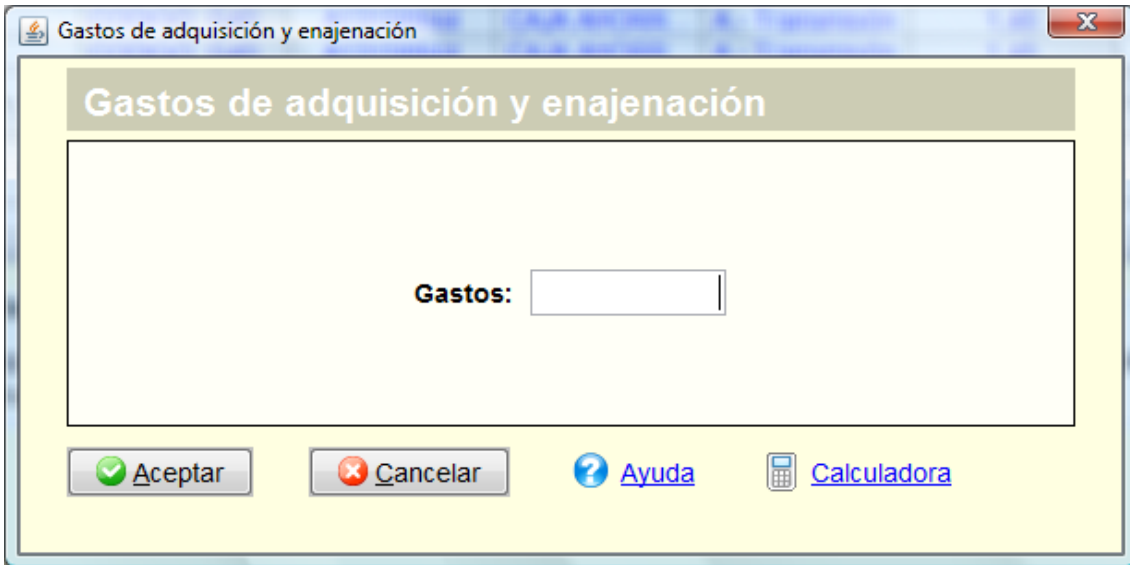 Gastos de adquisición y enajenación
Gastos de adquisición y enajenación
Gastos:
Aceptar
Cancelar
Ayuda
Calculadora